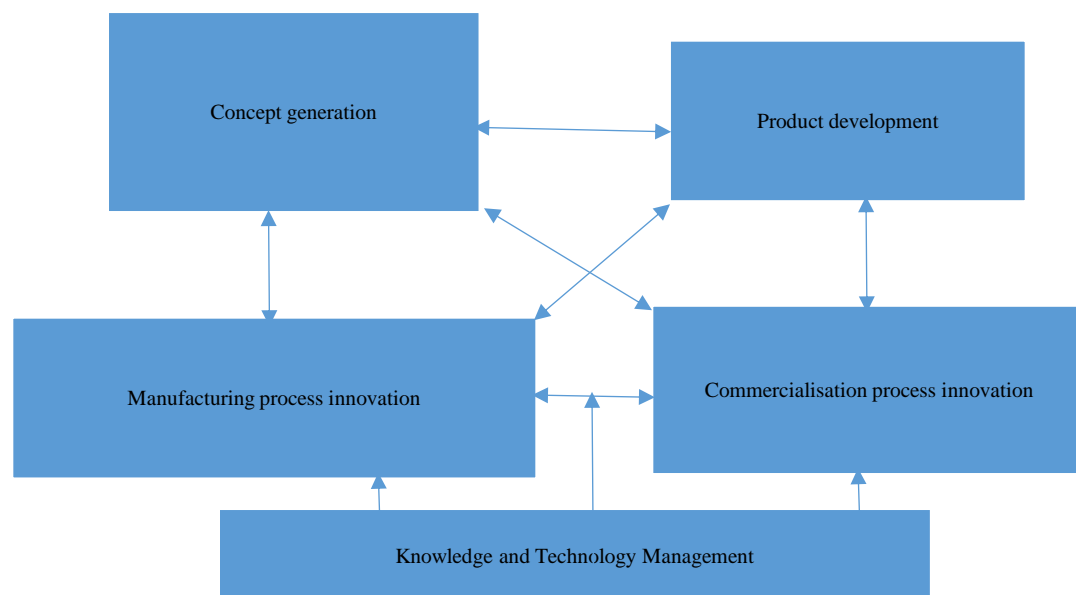 Concept generation
Product development
Manufacturing process innovation
Commercialisation process innovation
Knowledge and Technology Management